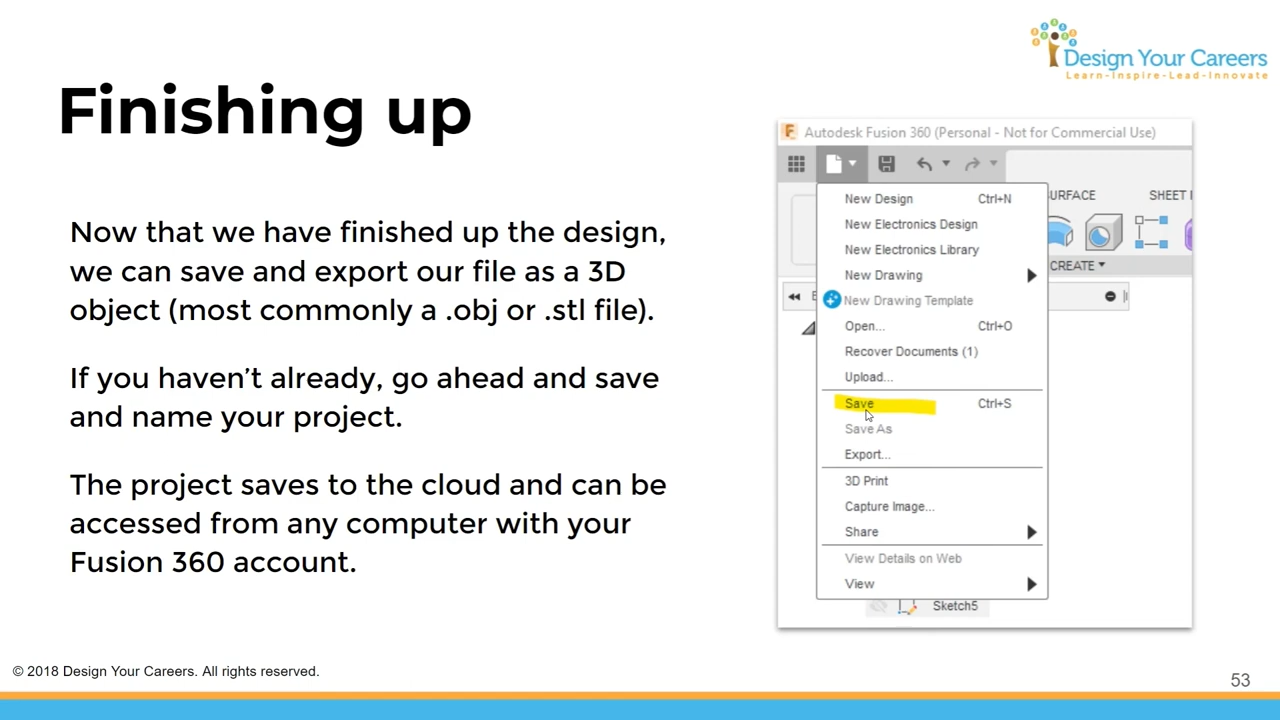 Design Your Careers
Learn-Inspire-Lead-Innovate
Finishing up
Now that we have finished up the design,
we can save and export our file as a 3D
object (most commonly a .obj or .stl file).
If you haven't already, go ahead and save
and name your project.
The project saves to the cloud and can be
accessed from any computer with your
Fusion 360 account.
Autodesk Fusion 360 (Personal - Not for Commercial Use)
SHEET
CREATE
New Design Ctrl+N
New Electronics Design
New Electronics Library
New Drawing
New Drawing Template
Open... Ctrl+O
Recover Documents (1)
Upload...
Save Ctrl+S
Save As
Export...
3D Print
Capture Image...
Share
View Details on Web
View
Sketch5
© 2018 Design Your Careers. All rights reserved.
53